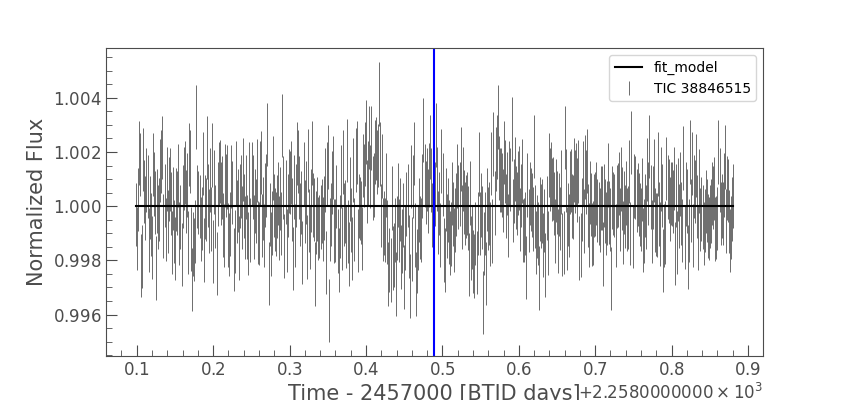 fit_model
TIC 38846515
Normalized Flux
1.004
1.002
1.000
0.998
0.996
0.1 0.2 0.3 0.4 0.5 0.6 0.7 0.8 0.9
Time - 2457000 [BTJD days]
+2.2580000000 × 10³